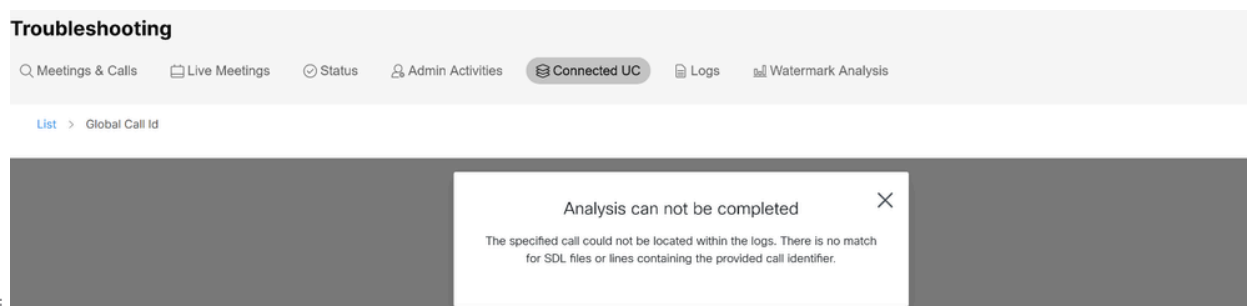 Troubleshooting
Meetings & Calls Live Meetings Status Admin Activities Connected UC Logs Watermark Analysis
List > Global Call Id
Analysis can not be completed
The specified call could not be located within the logs. There is no match
for SDL files or lines containing the provided call identifier.